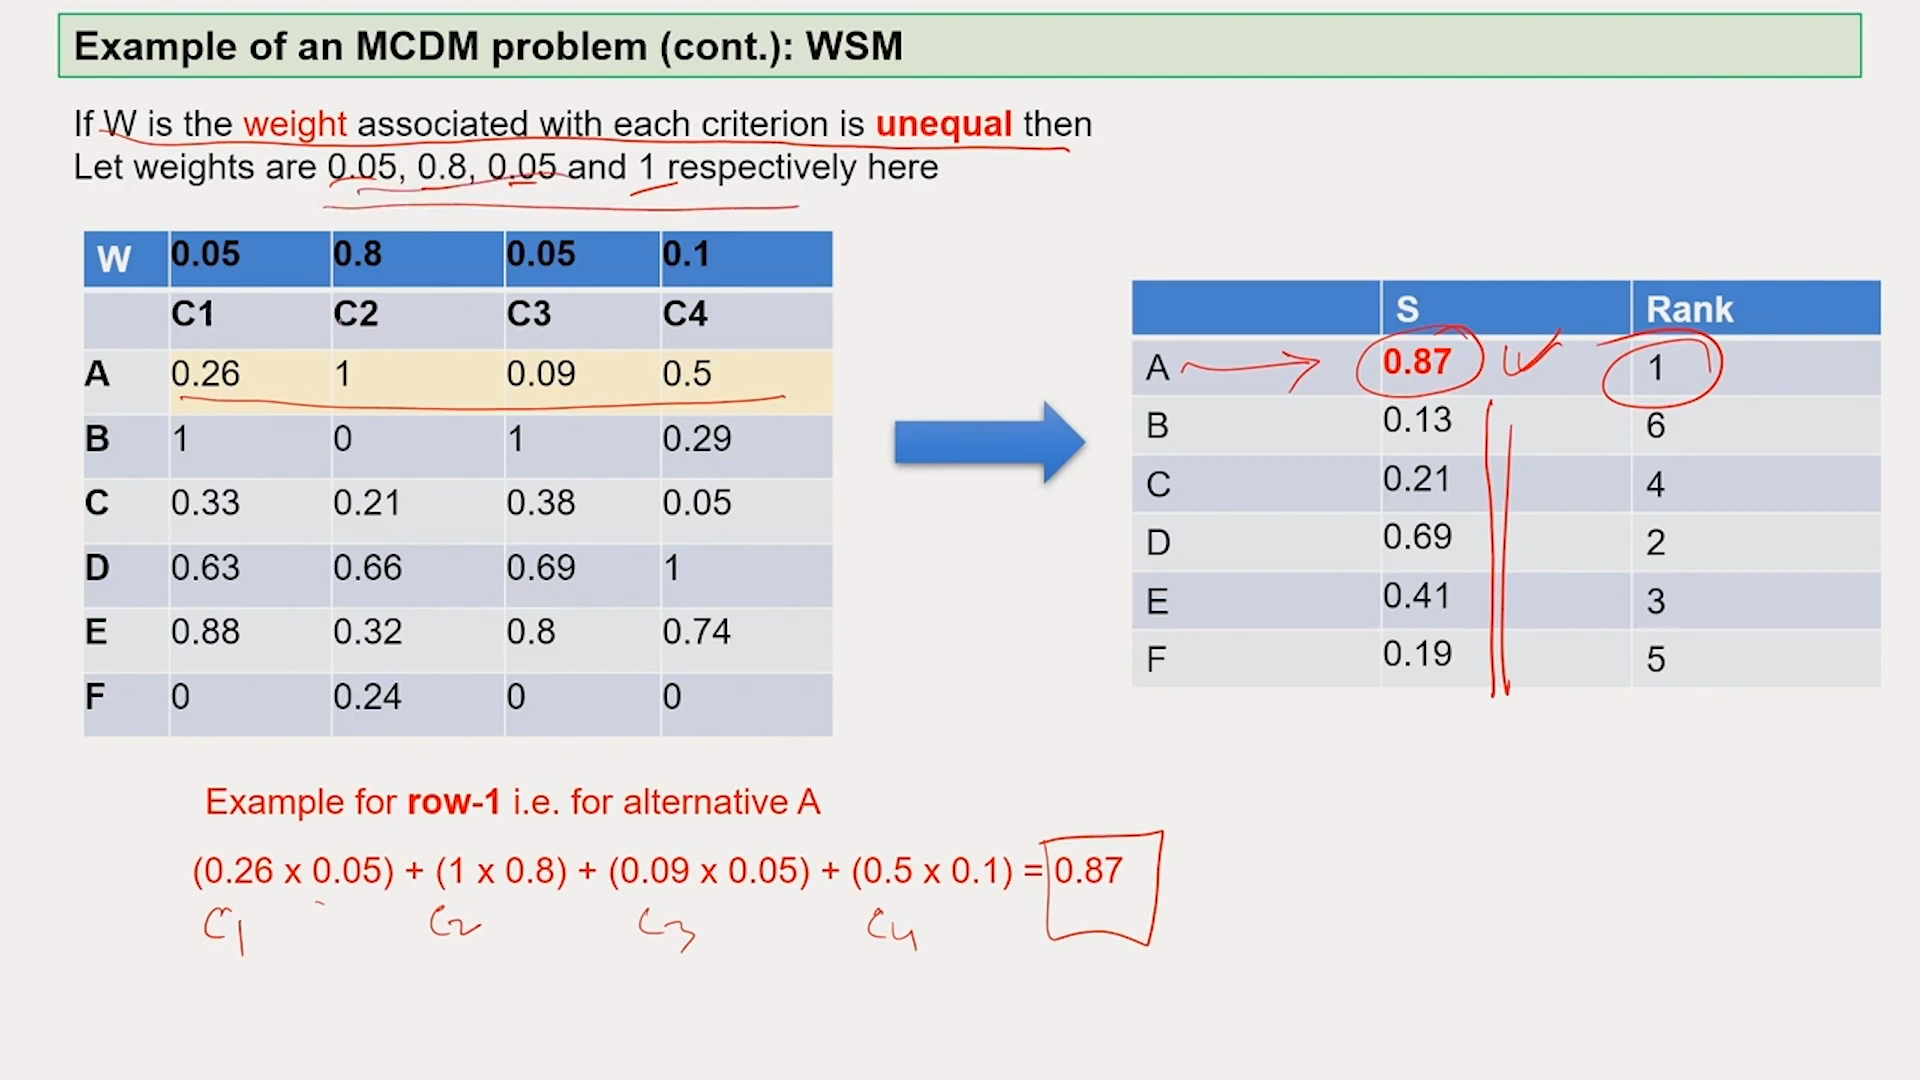 Example of an MCDM problem (cont.): WSM
If W is the weight associated with each criterion is unequal then
Let weights are 0.05, 0.8, 0.05 and 1 respectively here
W 0.05 0.8 0.05 0.1
C1 C2 C3 C4
A 0.26 1 0.09 0.5
B 1 0 1 0.29
C 0.33 0.21 0.38 0.05
D 0.63 0.66 0.69 1
E 0.88 0.32 0.8 0.74
F 0 0.24 0 0
S Rank
A 0.87 1
B 0.13 6
C 0.21 4
D 0.69 2
E 0.41 3
F 0.19 5
Example for row-1 i.e. for alternative A
(0.26 x 0.05) + (1 x 0.8) + (0.09 x 0.05) + (0.5 x 0.1) = 0.87
C1 C2 C3 C4